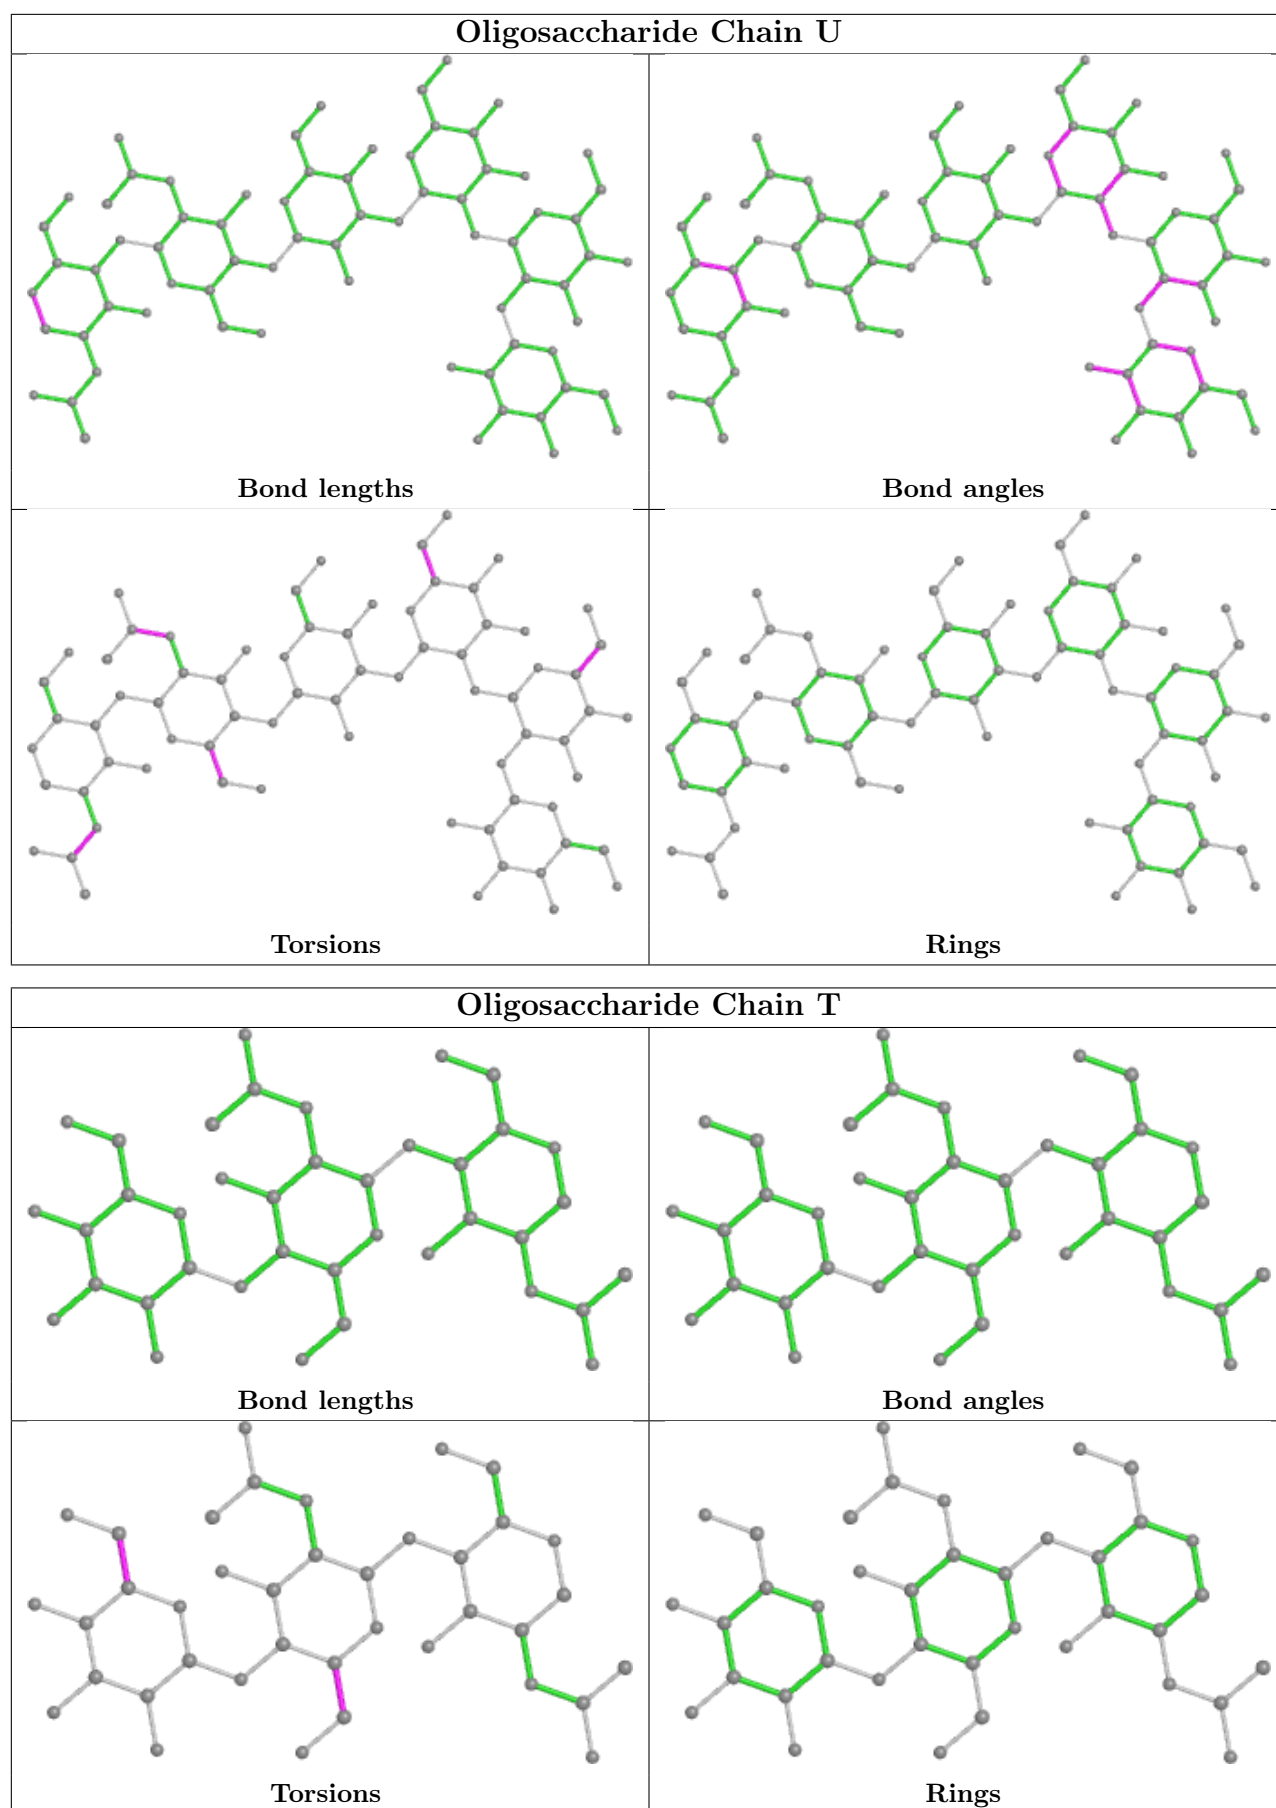 Oligosaccharide Chain U
Bond lengths
Bond angles
Torsions
Rings
Oligosaccharide Chain T
Bond lengths
Bond angles
Torsions
Rings